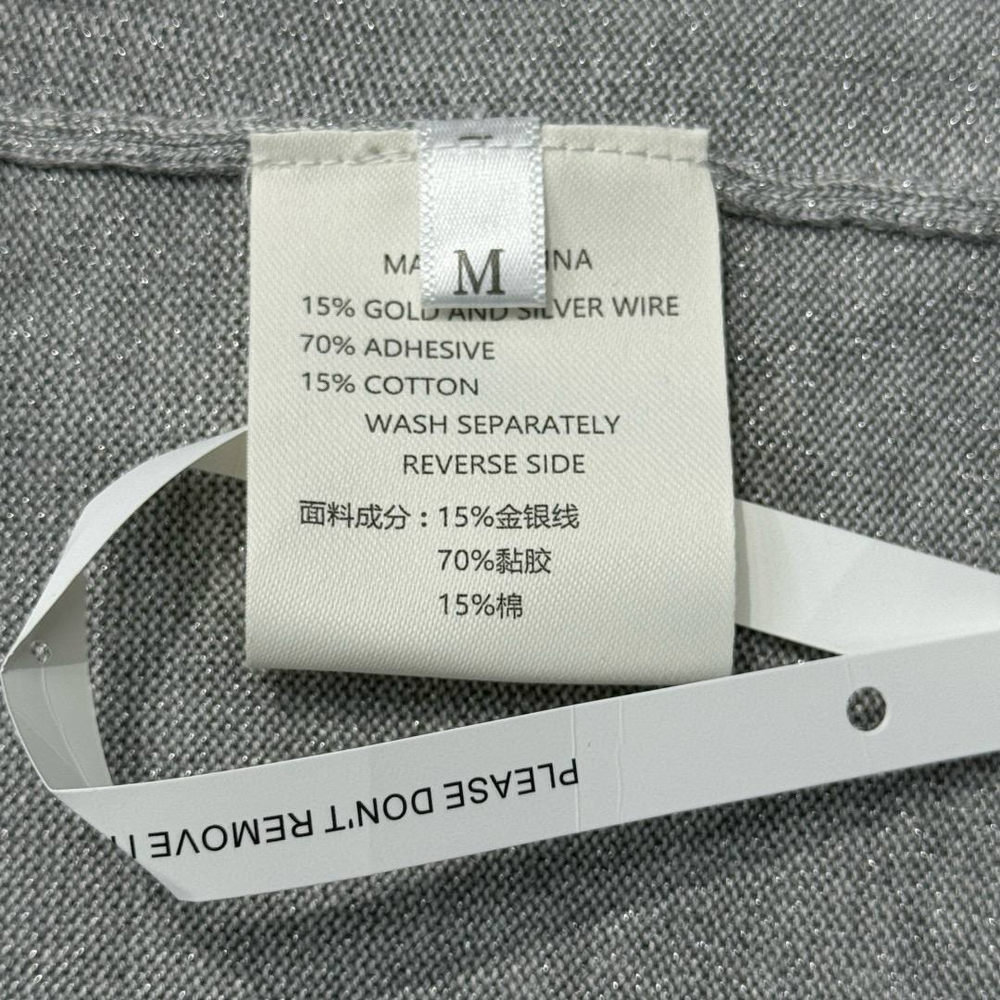 M
15% GOLD AND SILVER WIRE
70% ADHESIVE
15% COTTON
WASH SEPARATELY
REVERSE SIDE
面料成分：15%金银线
70%黏胶
15%棉
PLEASE DON'T REMOVE